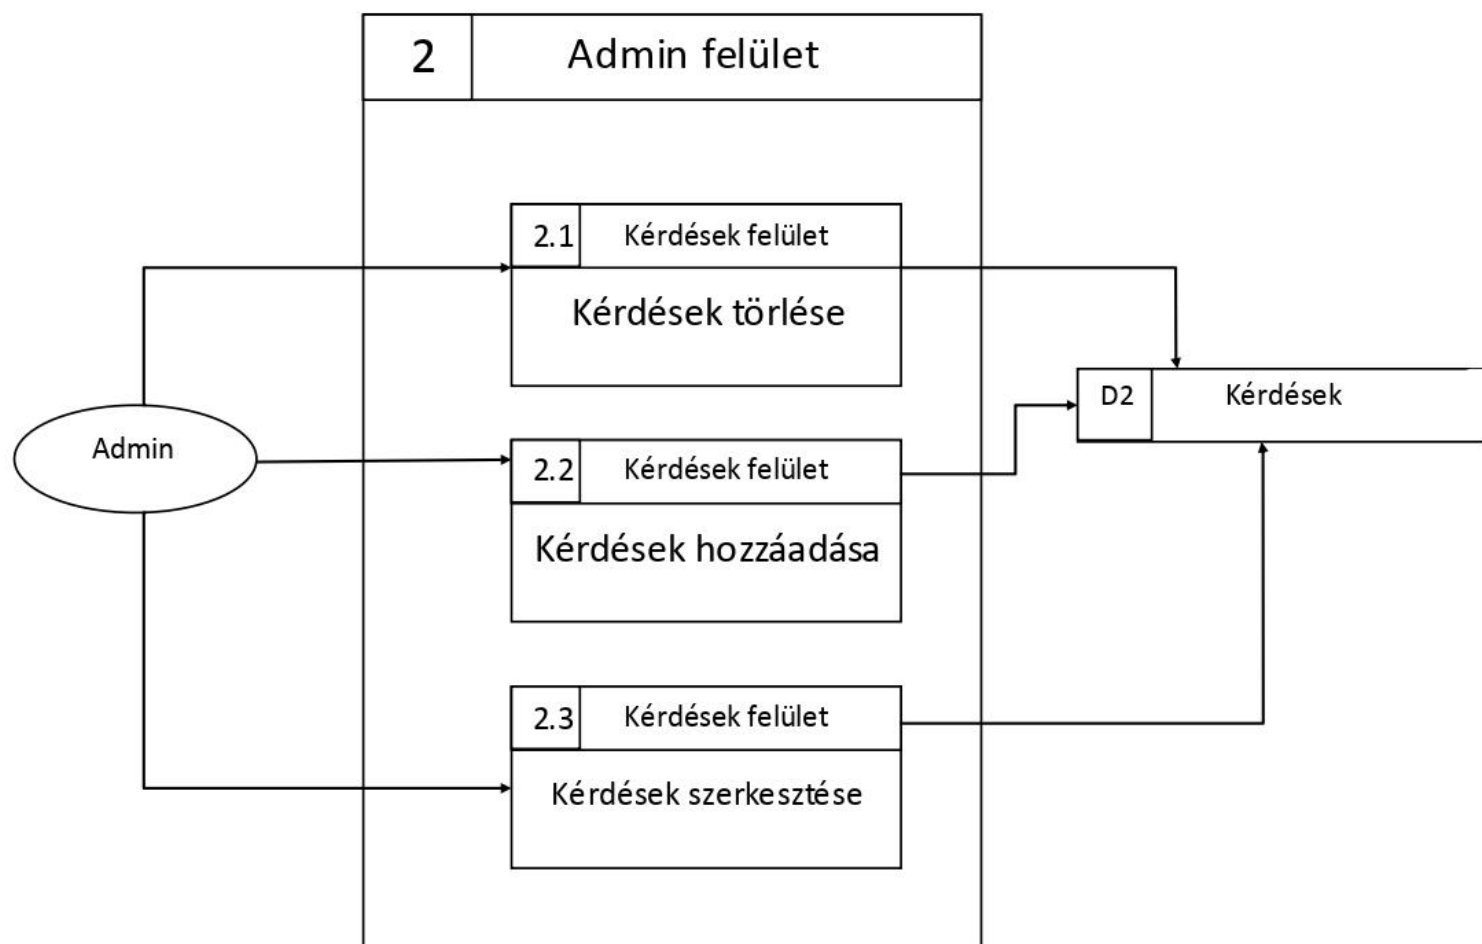 2 Admin felület
2.1 Kérdések felület
Kérdések törlése
D2 Kérdések
Admin
2.2 Kérdések felület
Kérdések hozzáadása
2.3 Kérdések felület
Kérdések szerkesztése